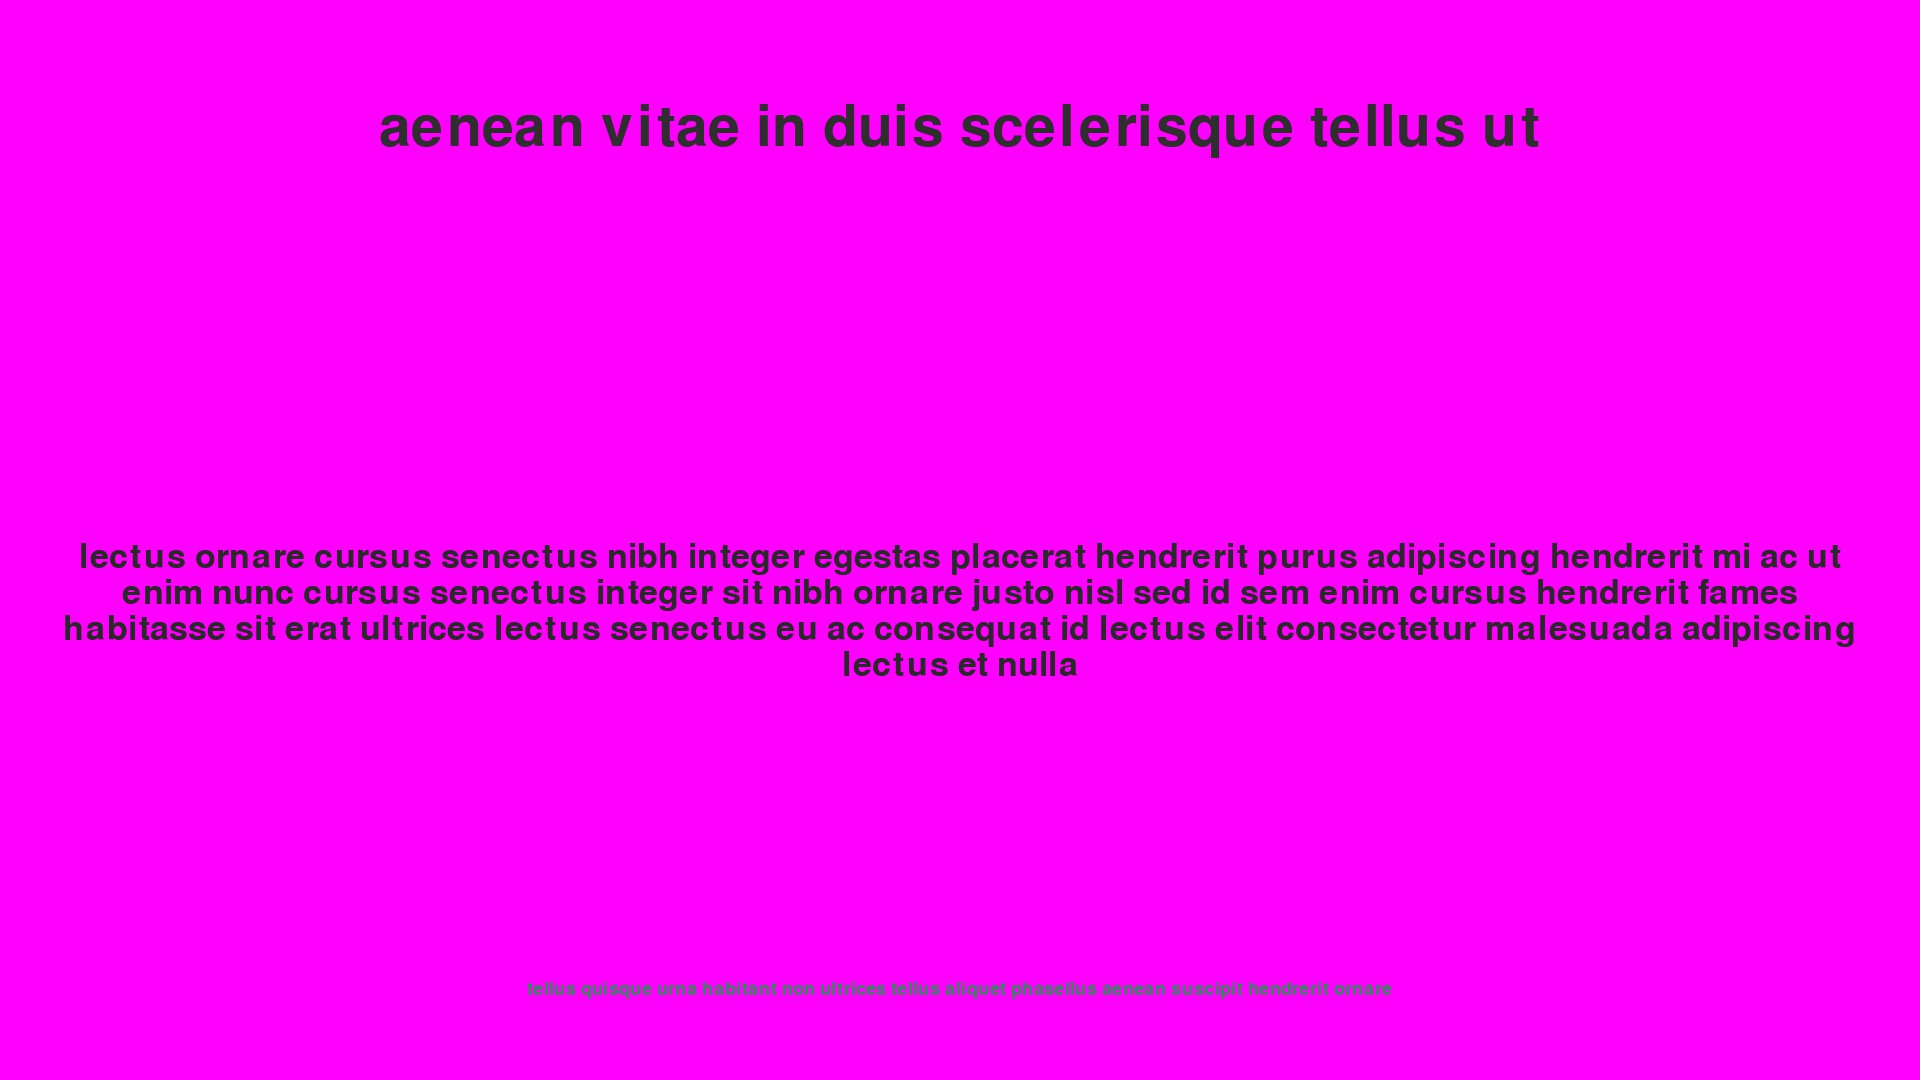 aenean vitae in duis scelerisque tellus ut
lectus ornare cursus senectus nibh integer egestas placerat hendrerit purus adipiscing hendrerit mi ac ut
enim nunc cursus senectus integer sit nibh ornare justo nisl sed id sem enim cursus hendrerit fames
habitasse sit erat ultrices lectus senectus eu ac consequat id lectus elit consectetur malesuada adipiscing
lectus et nulla
tellus quisque urna habitant non ultrices tellus aliquet phasellus aenean suscipit hendrerit ornare